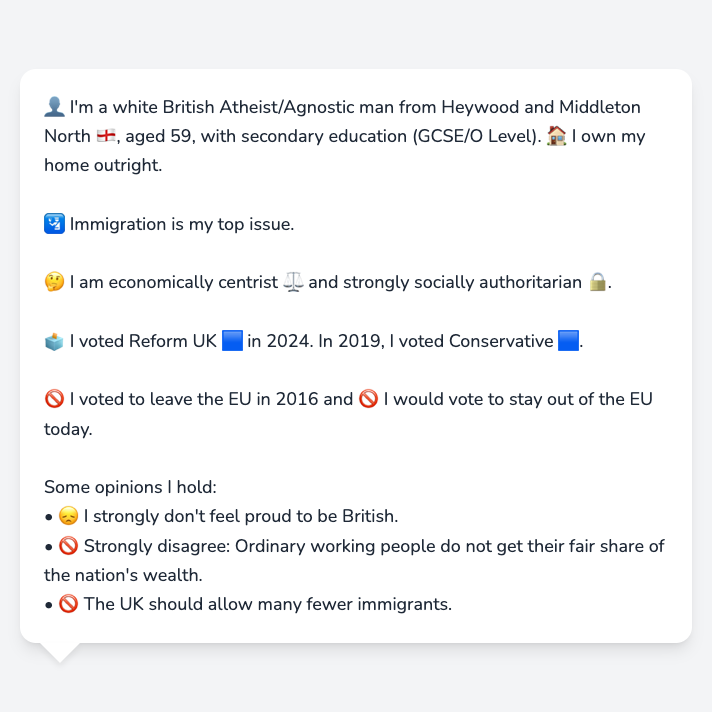 👤 I'm a white British Atheist/Agnostic man from Heywood and Middleton
North 🏴󠁧󠁢󠁥󠁮󠁧󠁿, aged 59, with secondary education (GCSE/O Level). 🏠 I own my
home outright.
🛂 Immigration is my top issue.
🤔 I am economically centrist ⚖️ and strongly socially authoritarian 🔒.
🗳️ I voted Reform UK 🟦 in 2024. In 2019, I voted Conservative 🟦.
🚫 I voted to leave the EU in 2016 and 🚫 I would vote to stay out of the EU
today.
Some opinions I hold:
• 😞 I strongly don't feel proud to be British.
• 🚫 Strongly disagree: Ordinary working people do not get their fair share of
the nation's wealth.
• 🚫 The UK should allow many fewer immigrants.